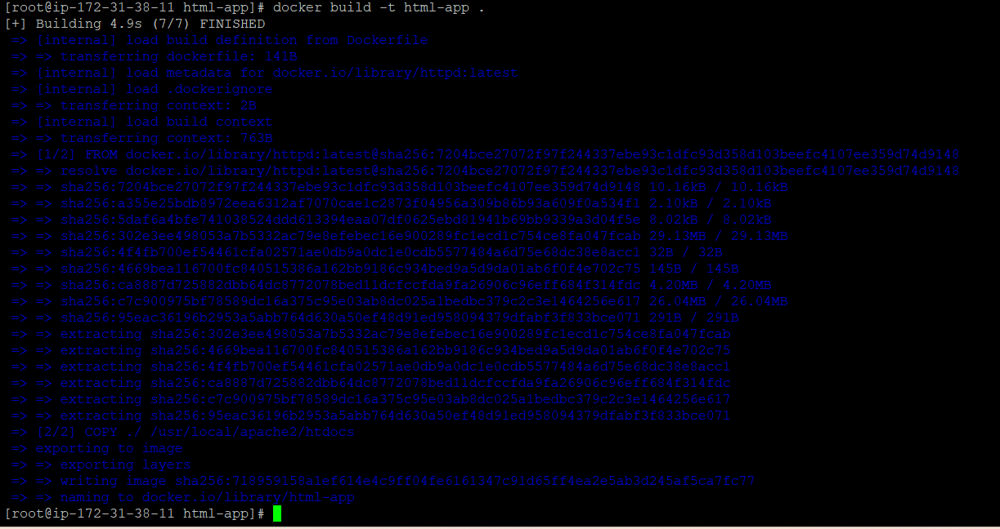 [root@ip-172-31-38-11 html-app]# docker build -t html-app .
[+] Building 4.9s (7/7) FINISHED
=> [internal] load build definition from Dockerfile
=> => transferring dockerfile: 141B
=> [internal] load metadata for docker.io/library/httpd:latest
=> [internal] load .dockerignore
=> => transferring context: 2B
=> [internal] load build context
=> => transferring context: 763B
=> [1/2] FROM docker.io/library/httpd:latest@sha256:7204bce27072f97f244337ebe93c1dfc93d358d103beefc4107ee359d74d9148
=> => resolve docker.io/library/httpd:latest@sha256:7204bce27072f97f244337ebe93c1dfc93d358d103beefc4107ee359d74d9148
=> => sha256:7204bce27072f97f244337ebe93c1dfc93d358d103beefc4107ee359d74d9148 10.16kB / 10.16kB
=> => sha256:a355e25bdb8972eea6312af7070cae1c2873f04956a309b86b93a609f0a534f1 2.10kB / 2.10kB
=> => sha256:5daf6a4bfe741038524ddd613394eaa07df0625ebd81941b69bb9339a3d04f5e 8.02kB / 8.02kB
=> => sha256:302e3ee498053a7b5332ac79e8efebec16e900289fc1ecd1c754ce8fa047fcab 29.13MB / 29.13MB
=> => sha256:4f4fb700ef54461cfa02571ae0db9a0dc1e0cdb5577484a6d75e68dc38e8acc1 32B / 32B
=> => sha256:4669bea116700fc840515386a162bb9186c934bed9a5d9da01ab6f0f4e702c75 145B / 145B
=> => sha256:ca8887d725882dbb64dc8772078bed11dcfccfda9fa26906c96eff684f314fdc 4.20MB / 4.20MB
=> => sha256:c7c900975bf78589dc16a375c95e03ab8dc025a1bedbc379c2c3e1464256e617 26.04MB / 26.04MB
=> => sha256:95eac36196b2953a5abb764d630a50ef48d91ed958094379dfabf3f833bce071 291B / 291B
=> => extracting sha256:302e3ee498053a7b5332ac79e8efebec16e900289fc1ecd1c754ce8fa047fcab
=> => extracting sha256:4669bea116700fc840515386a162bb9186c934bed9a5d9da01ab6f0f4e702c75
=> => extracting sha256:4f4fb700ef54461cfa02571ae0db9a0dc1e0cdb5577484a6d75e68dc38e8acc1
=> => extracting sha256:ca8887d725882dbb64dc8772078bed11dcfccfda9fa26906c96eff684f314fdc
=> => extracting sha256:c7c900975bf78589dc16a375c95e03ab8dc025a1bedbc379c2c3e1464256e617
=> => extracting sha256:95eac36196b2953a5abb764d630a50ef48d91ed958094379dfabf3f833bce071
=> [2/2] COPY ./ /usr/local/apache2/htdocs
=> exporting to image
=> => exporting layers
=> => writing image sha256:718959158a1ef614e4c9ff04fe6161347c91d65ff4ea2e5ab3d245af5ca7fc77
=> => naming to docker.io/library/html-app
[root@ip-172-31-38-11 html-app]#